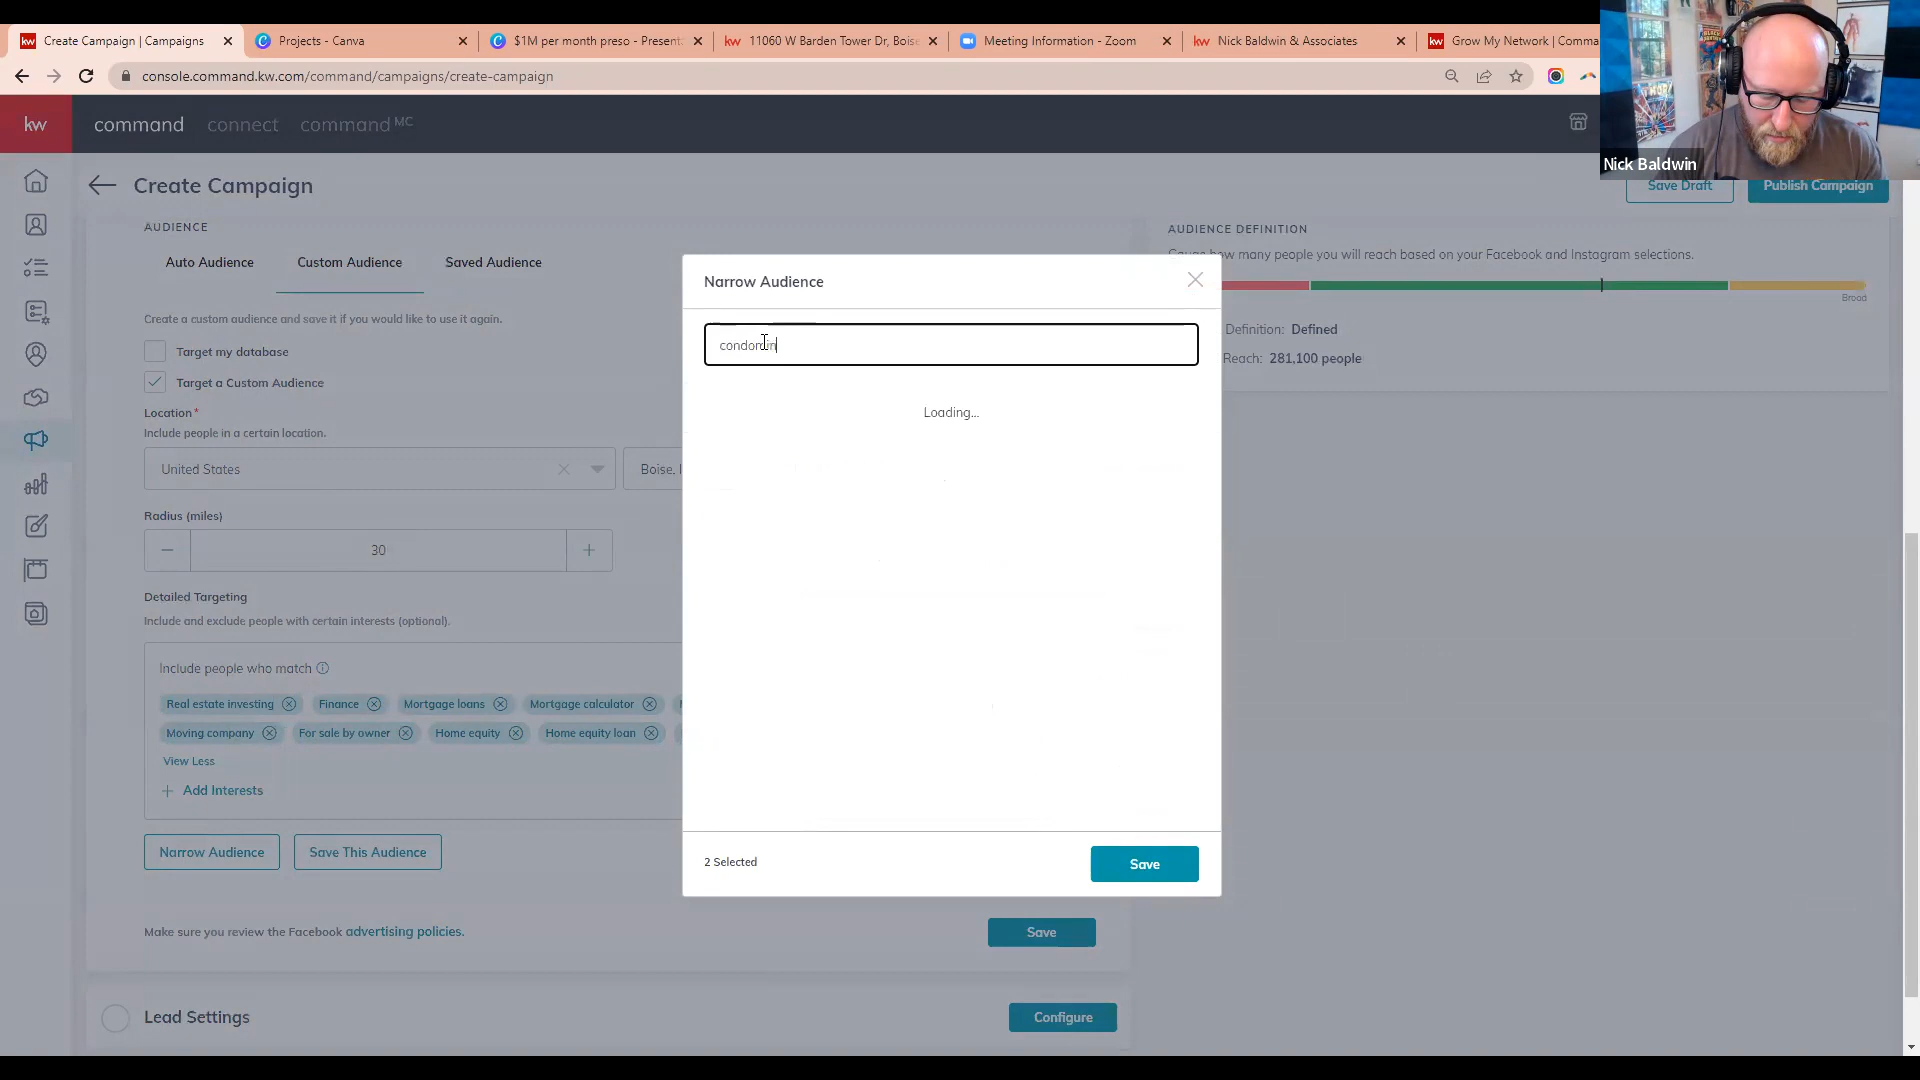 kw Create Campaign | Campaigns
Projects - Canva
$1M per month preso - Present
kw 11060 W Barden Tower Dr, Boise
Meeting Information - Zoom
kw Nick Baldwin & Associates
kw Grow My Network | Comma
console.command.kw.com/command/campaigns/create-campaign
kw command connect command MC
Nick Baldwin
Create Campaign
Save Draft
Publish Campaign
AUDIENCE
Auto Audience
Custom Audience
Saved Audience
Create a custom audience and save it if you would like to use it again.
Target my database
Target a Custom Audience
Location*
Include people in a certain location.
United States
Boise, I
Radius (miles)
30
Detailed Targeting
Include and exclude people with certain interests (optional).
Include people who match
Real estate investing
Finance
Mortgage loans
Mortgage calculator
Moving company
For sale by owner
Home equity
Home equity loan
View Less
Add Interests
Narrow Audience
Save This Audience
Make sure you review the Facebook advertising policies.
Save
Lead Settings
Configure
Narrow Audience
condomin
Loading...
2 Selected
Save
AUDIENCE DEFINITION
how many people you will reach based on your Facebook and Instagram selections.
Broad
Definition: Defined
Reach: 281,100 people